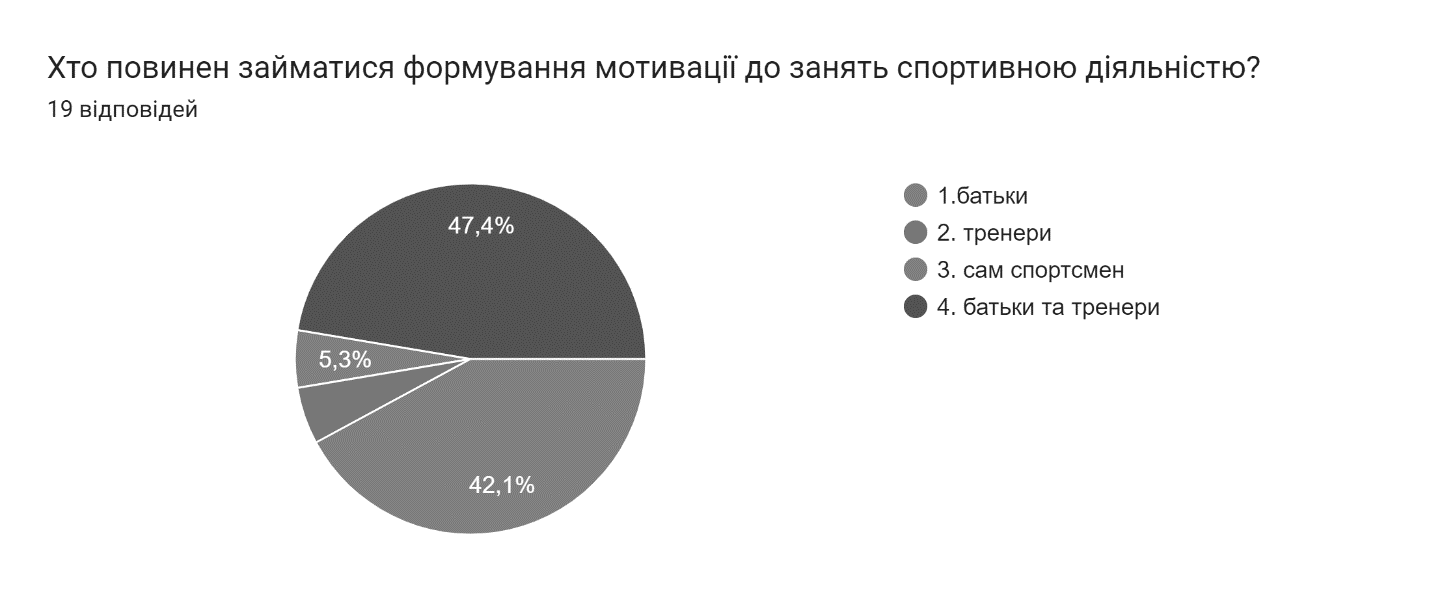 Хто повинен займатися формування мотивації до занять спортивною діяльністю?
19 відповідей
47,4%
5,3%
42,1%
1.батьки
2. тренери
3. сам спортсмен
4. батьки та тренери